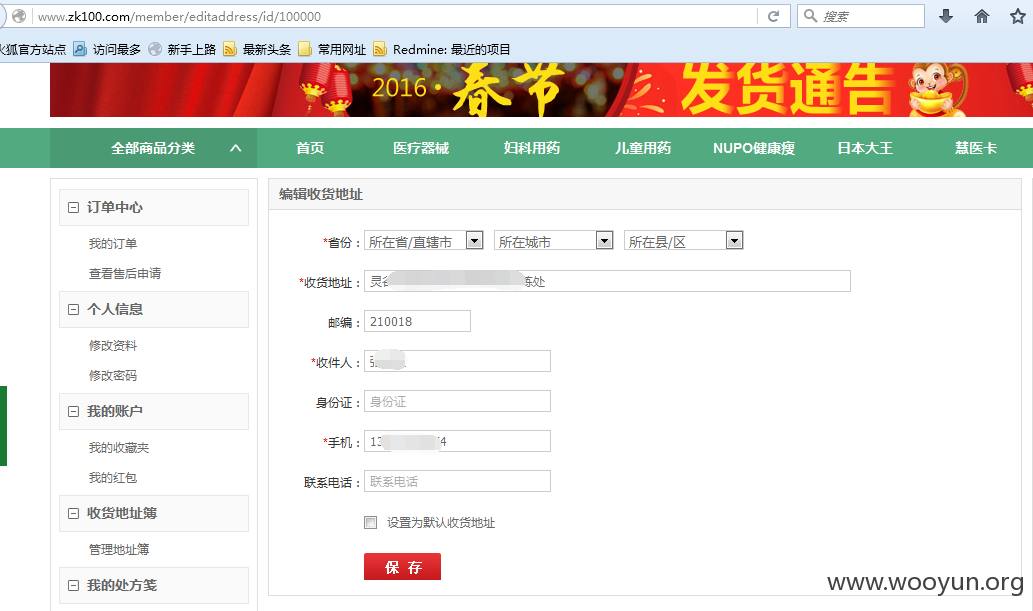 www.zk100.com/member/editaddress/id/100000
搜索
火狐官方站点 访问最多 新手上路 最新头条 常用网址 Redmine: 最近的项目
2016·春节 发货通告
全部商品分类 首页 医疗器械 妇科用药 儿童用药 NUPO健康瘦 日本大王 慧医卡
订单中心
我的订单
查看售后申请
个人信息
修改资料
修改密码
我的账户
我的收藏夹
我的红包
收货地址簿
管理地址簿
我的处方笺
编辑收货地址
*省份： 所在省/直辖市 所在城市 所在县/区
*收货地址： 灵谷 栋处
邮编： 210018
*收件人： 张
身份证： 身份证
*手机： 13 4
联系电话： 联系电话
设置为默认收货地址
保存
www.wooyun.org